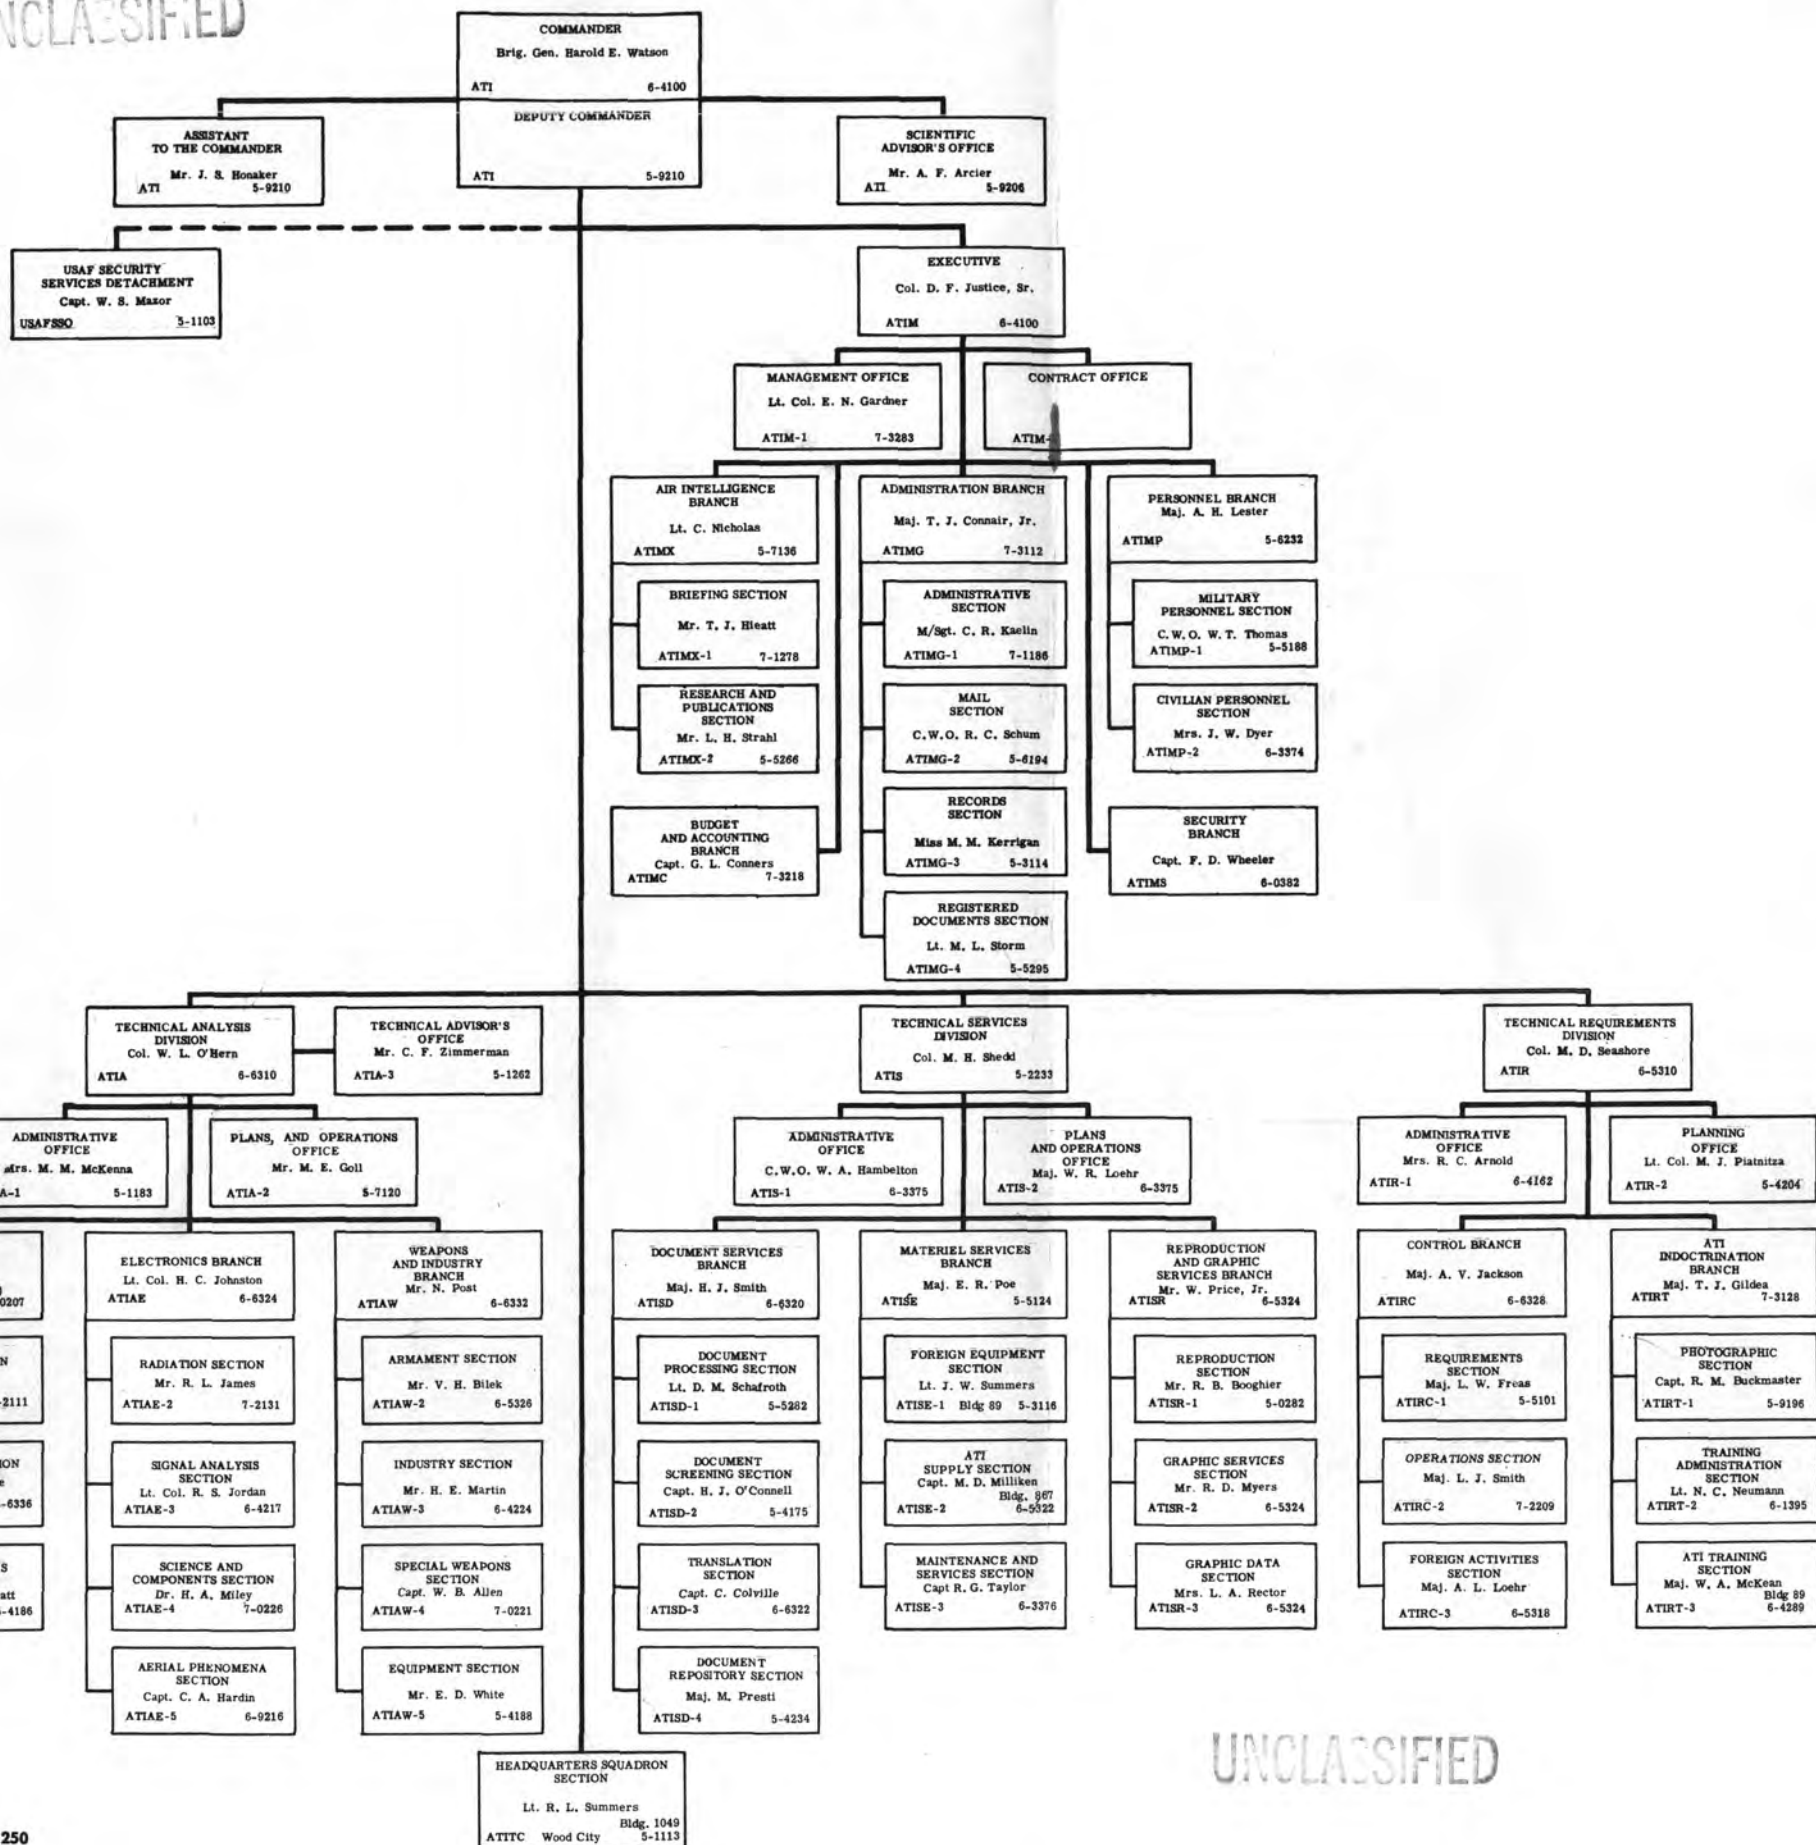 UNCLASSIFIED
COMMANDER
Brig. Gen. Harold E. Watson
ATI 6-4100
DEPUTY COMMANDER
ATI 5-9210
ASSISTANT
TO THE COMMANDER
Mr. J. S. Honaker
ATI 5-9210
SCIENTIFIC
ADVISOR'S OFFICE
Mr. A. F. Arcier
ATI 5-9206
USAF SECURITY
SERVICES DETACHMENT
Capt. W. S. Mazor
USAFSSO 5-1103
EXECUTIVE
Col. D. F. Justice, Sr.
ATIM 6-4100
MANAGEMENT OFFICE
Lt. Col. E. N. Gardner
ATIM-1 7-3283
CONTRACT OFFICE
ATIM-
AIR INTELLIGENCE
BRANCH
Lt. C. Nicholas
ATIMX 5-7136
BRIEFING SECTION
Mr. T. J. Hieatt
ATIMX-1 7-1278
RESEARCH AND
PUBLICATIONS
SECTION
Mr. L. H. Strahl
ATIMX-2 5-5266
BUDGET
AND ACCOUNTING
BRANCH
Capt. G. L. Conners
ATIMC 7-3218
ADMINISTRATION BRANCH
Maj. T. J. Connair, Jr.
ATIMG 7-3112
ADMINISTRATIVE
SECTION
M/Sgt. C. R. Kaelin
ATIMG-1 7-1186
MAIL
SECTION
C.W.O. R. C. Schum
ATIMG-2 5-6194
RECORDS
SECTION
Miss M. M. Kerrigan
ATIMG-3 5-3114
REGISTERED
DOCUMENTS SECTION
Lt. M. L. Storm
ATIMG-4 5-5295
PERSONNEL BRANCH
Maj. A. H. Lester
ATIMP 5-6232
MILITARY
PERSONNEL SECTION
C.W.O. W.T. Thomas
ATIMP-1 5-5188
CIVILIAN PERSONNEL
SECTION
Mrs. J. W. Dyer
ATIMP-2 6-3374
SECURITY
BRANCH
Capt. F. D. Wheeler
ATIMS 6-0382
TECHNICAL ANALYSIS
DIVISION
Col. W. L. O'Hern
ATIA 6-6310
TECHNICAL ADVISOR'S
OFFICE
Mr. C. F. Zimmerman
ATIA-3 5-1262
TECHNICAL SERVICES
DIVISION
Col. M. H. Shedd
ATIS 5-2233
TECHNICAL REQUIREMENTS
DIVISION
Col. M. D. Seashore
ATIR 6-5310
ADMINISTRATIVE
OFFICE
Mrs. M. M. McKenna
A-1 5-1183
PLANS, AND OPERATIONS
OFFICE
Mr. M. E. Goll
ATIA-2 5-7120
ADMINISTRATIVE
OFFICE
C.W.O. W. A. Hambelton
ATIS-1 6-3375
PLANS
AND OPERATIONS
OFFICE
Maj. W. R. Loehr
ATIS-2 6-3375
ADMINISTRATIVE
OFFICE
Mrs. R. C. Arnold
ATIR-1 6-4162
PLANNING
OFFICE
Lt. Col. M. J. Piatnitza
ATIR-2 5-4204
0207
N
-2111
ION
e
-6336
S
att
-4186
ELECTRONICS BRANCH
Lt. Col. H. C. Johnston
ATIAE 6-6324
RADIATION SECTION
Mr. R. L. James
ATIAE-2 7-2131
SIGNAL ANALYSIS
SECTION
Lt. Col. R. S. Jordan
ATIAE-3 6-4217
SCIENCE AND
COMPONENTS SECTION
Dr. H. A. Miley
ATIAE-4 7-0226
AERIAL PHENOMENA
SECTION
Capt. C. A. Hardin
ATIAE-5 6-9216
WEAPONS
AND INDUSTRY
BRANCH
Mr. N. Post
ATIAW 6-6332
ARMAMENT SECTION
Mr. V. H. Bilek
ATIAW-2 6-5326
INDUSTRY SECTION
Mr. H. E. Martin
ATIAW-3 6-4224
SPECIAL WEAPONS
SECTION
Capt. W. B. Allen
ATIAW-4 7-0221
EQUIPMENT SECTION
Mr. E. D. White
ATIAW-5 5-4188
DOCUMENT SERVICES
BRANCH
Maj. H. J. Smith
ATISD 6-6320
DOCUMENT
PROCESSING SECTION
Lt. D. M. Schafroth
ATISD-1 5-5282
DOCUMENT
SCREENING SECTION
Capt. H. J. O'Connell
ATISD-2 5-4175
TRANSLATION
SECTION
Capt. C. Colville
ATISD-3 6-6322
DOCUMENT
REPOSITORY SECTION
Maj. M. Presti
ATISD-4 5-4234
MATERIEL SERVICES
BRANCH
Maj. E. R. Poe
ATISE 5-5124
FOREIGN EQUIPMENT
SECTION
Lt. J. W. Summers
ATISE-1 Bldg 89 5-3116
ATI
SUPPLY SECTION
Capt. M. D. Milliken
Bldg. 867
ATISE-2 6-5322
MAINTENANCE AND
SERVICES SECTION
Capt R. G. Taylor
ATISE-3 6-3376
REPRODUCTION
AND GRAPHIC
SERVICES BRANCH
Mr. W. Price, Jr.
ATISR 6-5324
REPRODUCTION
SECTION
Mr. R. B. Booghier
ATISR-1 5-0282
GRAPHIC SERVICES
SECTION
Mr. R. D. Myers
ATISR-2 6-5324
GRAPHIC DATA
SECTION
Mrs. L. A. Rector
ATISR-3 6-5324
CONTROL BRANCH
Maj. A. V. Jackson
ATIRC 6-6328
REQUIREMENTS
SECTION
Maj. L. W. Freas
ATIRC-1 5-5101
OPERATIONS SECTION
Maj. L. J. Smith
ATIRC-2 7-2209
FOREIGN ACTIVITIES
SECTION
Maj. A. L. Loehr
ATIRC-3 6-5318
ATI
INDOCTRINATION
BRANCH
Maj. T. J. Gildea
ATIRT 7-3128
PHOTOGRAPHIC
SECTION
Capt. R. M. Buckmaster
ATIRT-1 5-9196
TRAINING
ADMINISTRATION
SECTION
Lt. N. C. Neumann
ATIRT-2 6-1395
ATI TRAINING
SECTION
Maj. W. A. McKean
Bldg 89
ATIRT-3 6-4289
HEADQUARTERS SQUADRON
SECTION
Lt. R. L. Summers
Bldg. 1049
ATITC Wood City 5-1113
UNCLASSIFIED
250